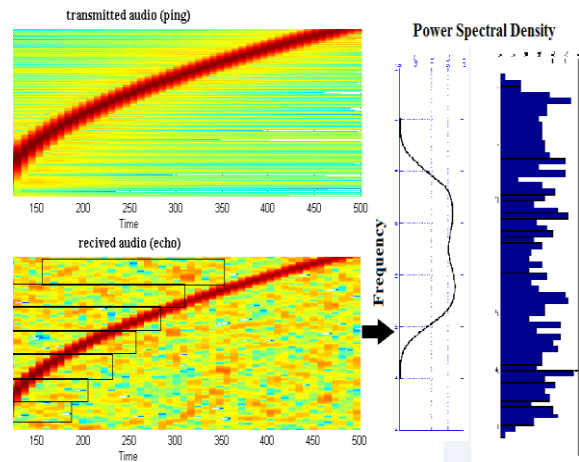 transmitted audio (ping)
150 200 250 300 350 400 450 500
Time
recived audio (echo)
150 200 250 300 350 400 450 500
Time
Power Spectral Density
Frequency